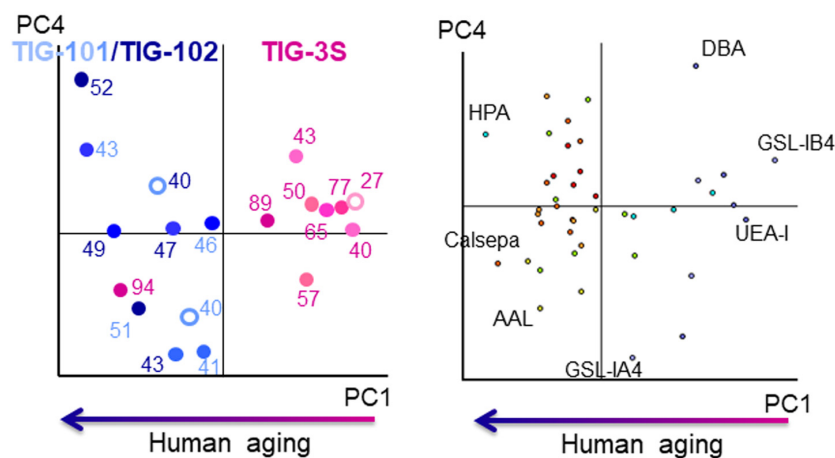 PC4
TIG-101/TIG-102 TIG-3S
52
43
43
40
50
77
27
89
49
47
46
65
40
94
57
51
40
43
41
PC1
Human aging
PC4
DBA
HPA
GSL-IB4
Calsepa
UEA-I
AAL
GSL-IA4
PC1
Human aging